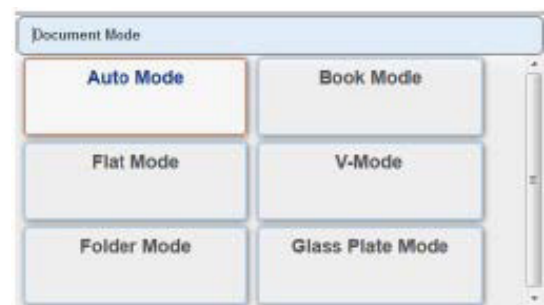 Document Mode
Auto Mode Book Mode
Flat Mode V-Mode
Folder Mode Glass Plate Mode